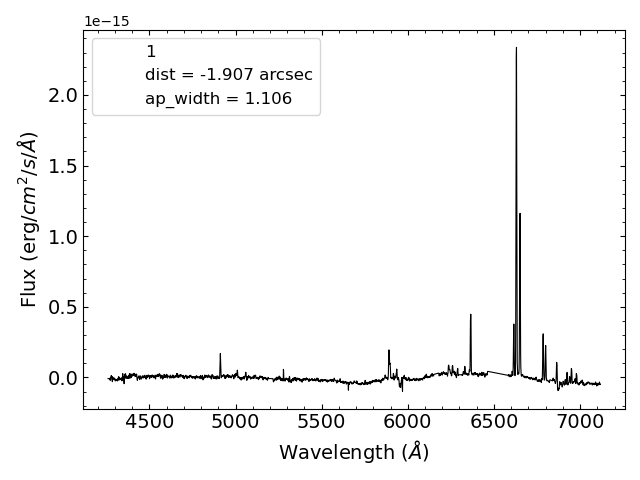 1e−15
1
dist = -1.907 arcsec
ap_width = 1.106
2.0
1.5
1.0
0.5
0.0
Flux (erg/cm²/s/Å)
4500 5000 5500 6000 6500 7000
Wavelength (Å)